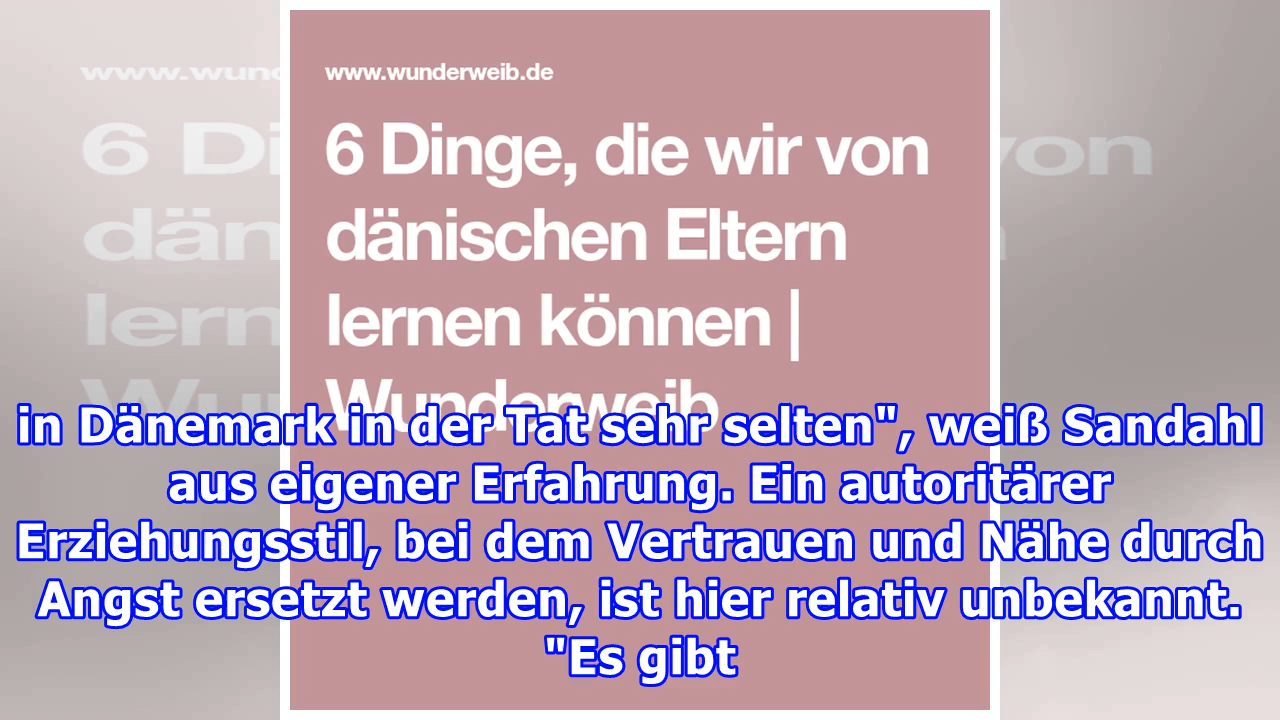 www.wunderweib.de
6 Dinge, die wir von
dänischen Eltern
lernen können |
Wunderweib
in Dänemark in der Tat sehr selten", weiß Sandahl
aus eigener Erfahrung. Ein autoritärer
Erziehungsstil, bei dem Vertrauen und Nähe durch
Angst ersetzt werden, ist hier relativ unbekannt.
"Es gibt